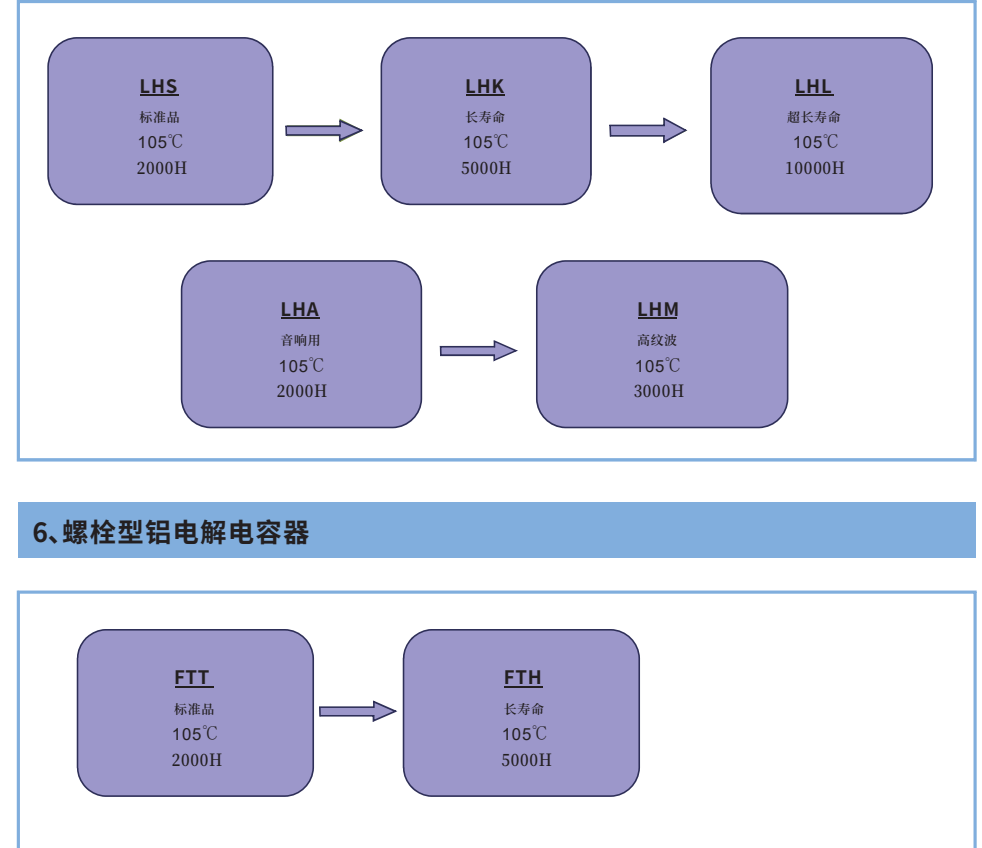 LHS
标准品
105℃
2000H
LHK
长寿命
105℃
5000H
LHL
超长寿命
105℃
10000H
LHA
音响用
105℃
2000H
LHM
高纹波
105℃
3000H
6、螺栓型铝电解电容器
FTT
标准品
105℃
2000H
FTH
长寿命
105℃
5000H